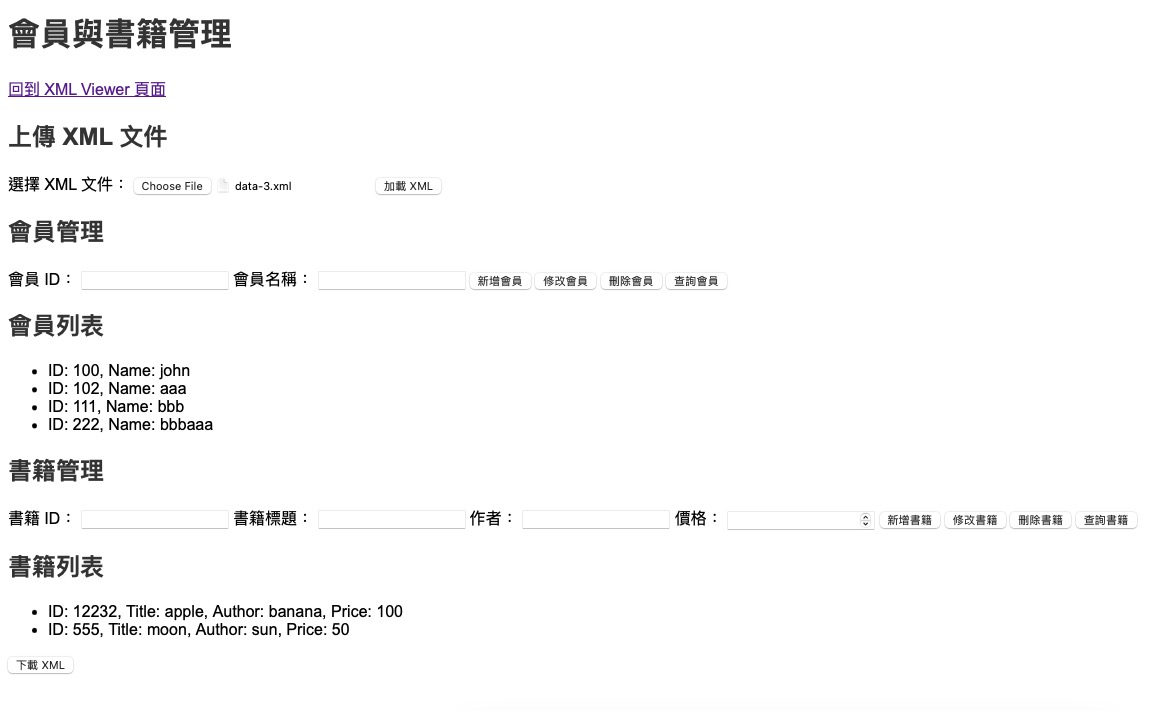 會員與書籍管理
回到 XML Viewer 頁面
上傳 XML 文件
選擇 XML 文件： Choose File data-3.xml 加載 XML
會員管理
會員 ID： 會員名稱： 新增會員 修改會員 刪除會員 查詢會員
會員列表
• ID: 100, Name: john
• ID: 102, Name: aaa
• ID: 111, Name: bbb
• ID: 222, Name: bbbaaa
書籍管理
書籍 ID： 書籍標題： 作者： 價格： 新增書籍 修改書籍 刪除書籍 查詢書籍
書籍列表
• ID: 12232, Title: apple, Author: banana, Price: 100
• ID: 555, Title: moon, Author: sun, Price: 50
下載 XML